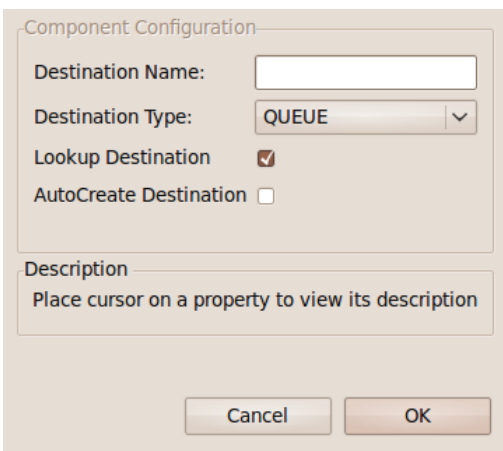 Component Configuration
Destination Name:
Destination Type: QUEUE
Lookup Destination
AutoCreate Destination
Description
Place cursor on a property to view its description
Cancel OK